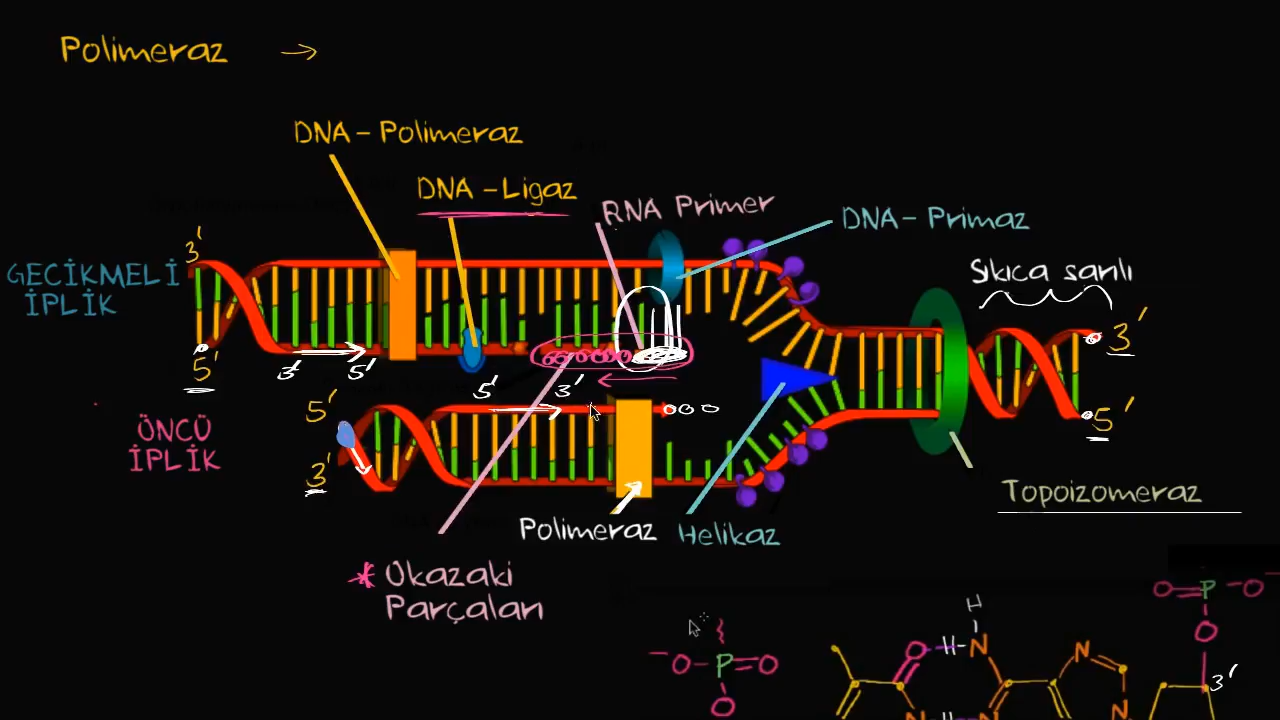 Polimeraz →
DNA-Polimeraz
DNA-Ligaz
RNA Primer
DNA-Primaz
Sıkıca sarılı
3'
GECİKMELİ
İPLİK
5'
3'
5'
3'
5'
5'
3'
5'
ÖNCÜ
İPLİK
3'
Polimeraz
Helikaz
Topoizomeraz
* Okazaki
Parçaları
H
O=P-O⁻
O
O-H-N
N
⁻O-P=O
O
3'
N
H
N
N